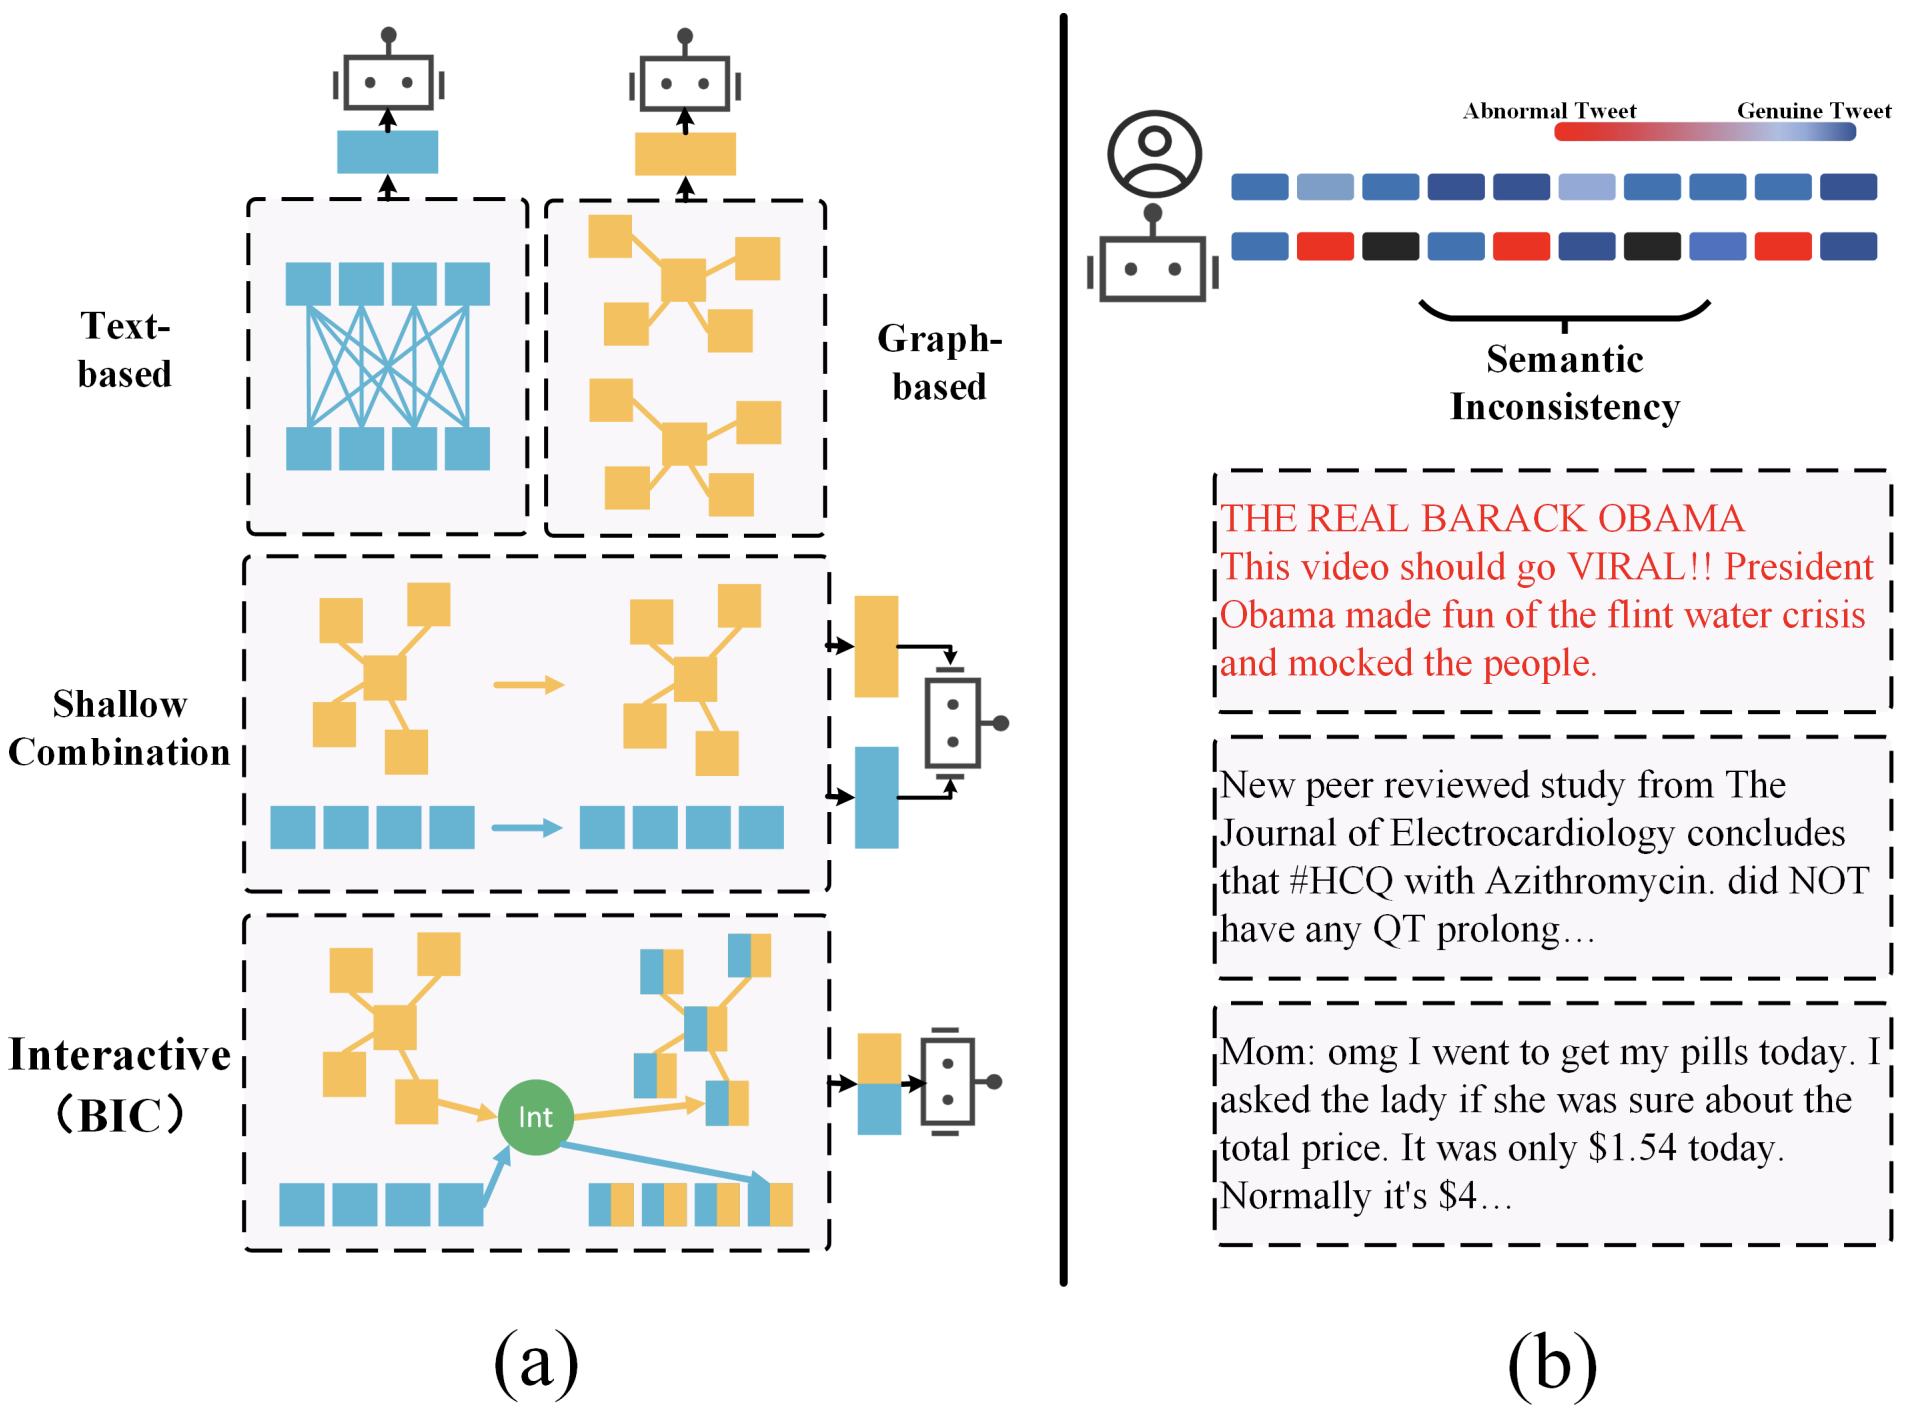 Text-
based
Graph-
based
Shallow
Combination
Interactive
（BIC）
Int
(a)
Abnormal Tweet
Genuine Tweet
Semantic
Inconsistency
THE REAL BARACK OBAMA
This video should go VIRAL!! President
Obama made fun of the flint water crisis
and mocked the people.
New peer reviewed study from The
Journal of Electrocardiology concludes
that #HCQ with Azithromycin. did NOT
have any QT prolong…
Mom: omg I went to get my pills today. I
asked the lady if she was sure about the
total price. It was only $1.54 today.
Normally it's $4…
(b)